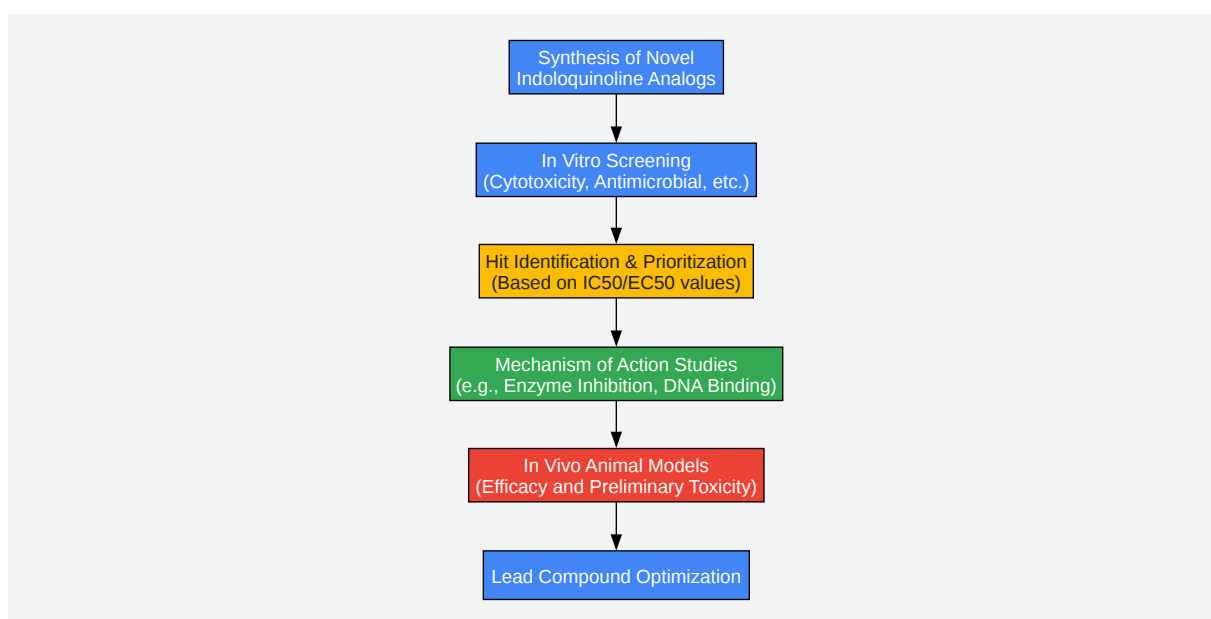 Synthesis of Novel
Indoloquinoline Analogs
In Vitro Screening
(Cytotoxicity, Antimicrobial, etc.)
Hit Identification & Prioritization
(Based on IC50/EC50 values)
Mechanism of Action Studies
(e.g., Enzyme Inhibition, DNA Binding)
In Vivo Animal Models
(Efficacy and Preliminary Toxicity)
Lead Compound Optimization